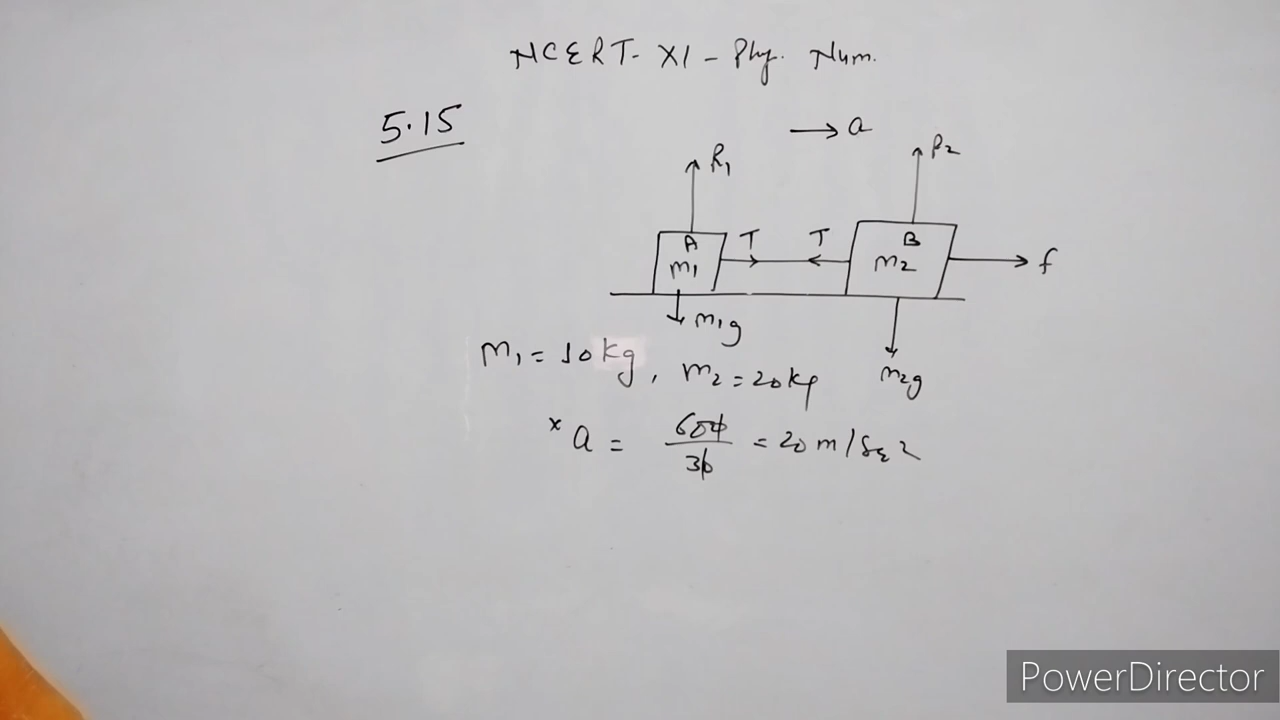 NCERT- XI - Phy. Num.
5.15
→ a
R1
R2
A
T
T
B
m1
m2
f
m1g
m2g
m1 = 10kg, m2 = 20kg
x a = 600/30 = 20 m/sec2
PowerDirector